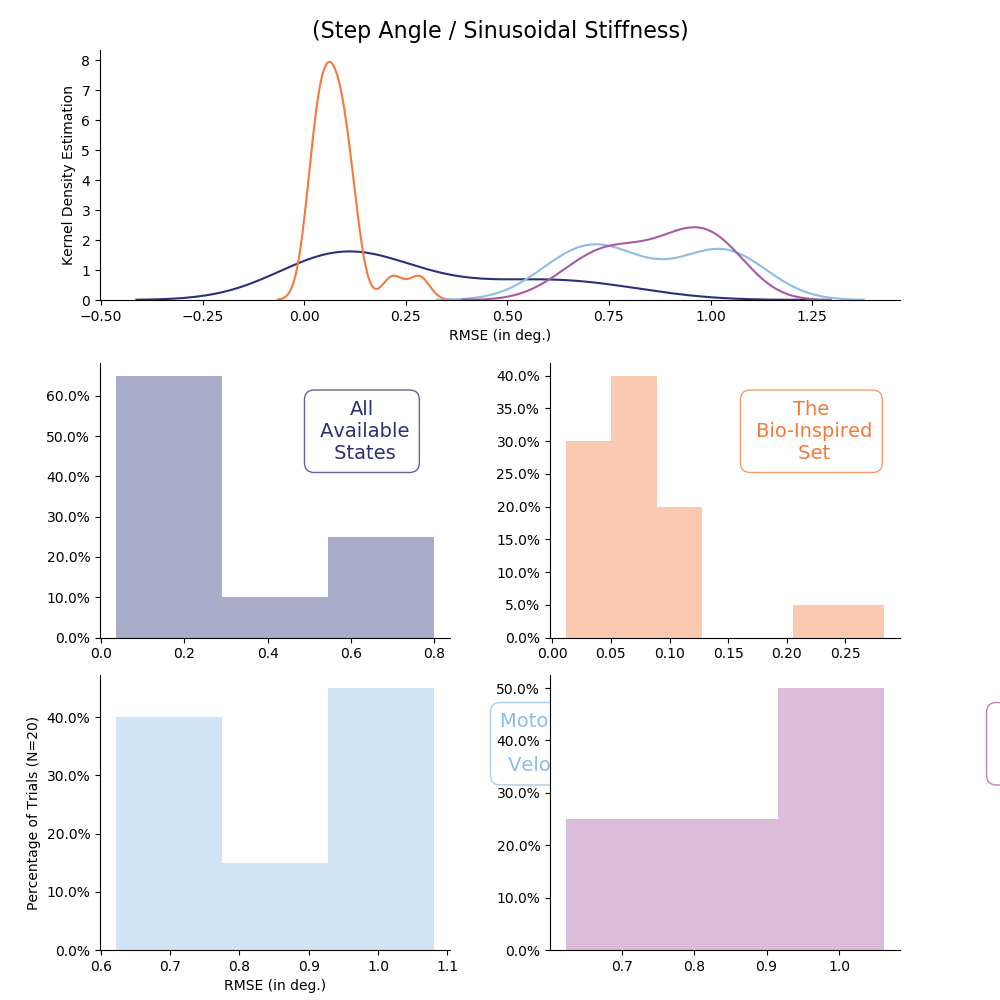 (Step Angle / Sinusoidal Stiffness)
Kernel Density Estimation
8
7
6
5
4
3
2
1
0
−0.50 −0.25 0.00 0.25 0.50 0.75 1.00 1.25
RMSE (in deg.)
All
Available
States
60.0%
50.0%
40.0%
30.0%
20.0%
10.0%
0.0%
0.0 0.2 0.4 0.6 0.8
The
Bio-Inspired
Set
40.0%
35.0%
30.0%
25.0%
20.0%
15.0%
10.0%
5.0%
0.0%
0.00 0.05 0.10 0.15 0.20 0.25
Percentage of Trials (N=20)
40.0%
30.0%
20.0%
10.0%
0.0%
0.6 0.7 0.8 0.9 1.0 1.1
RMSE (in deg.)
Moto
Velo
50.0%
40.0%
30.0%
20.0%
10.0%
0.0%
0.7 0.8 0.9 1.0